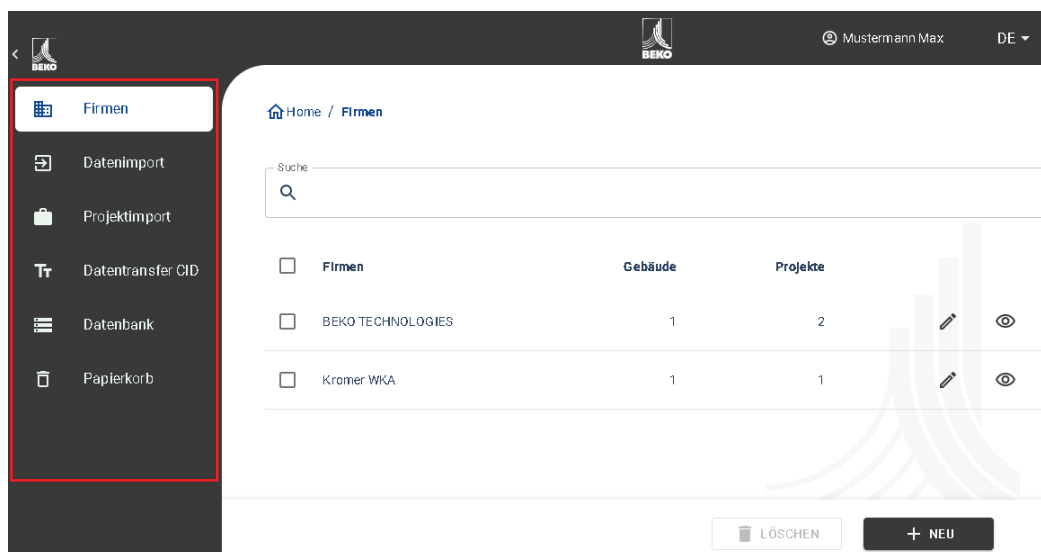 BEKO
BEKO
Mustermann Max
DE
Firmen
Datenimport
Projektimport
Tт Datentransfer CID
Datenbank
Papierkorb
Home / Firmen
Suche
Firmen Gebäude Projekte
BEKO TECHNOLOGIES 1 2
Kromer WKA 1 1
LÖSCHEN
+ NEU